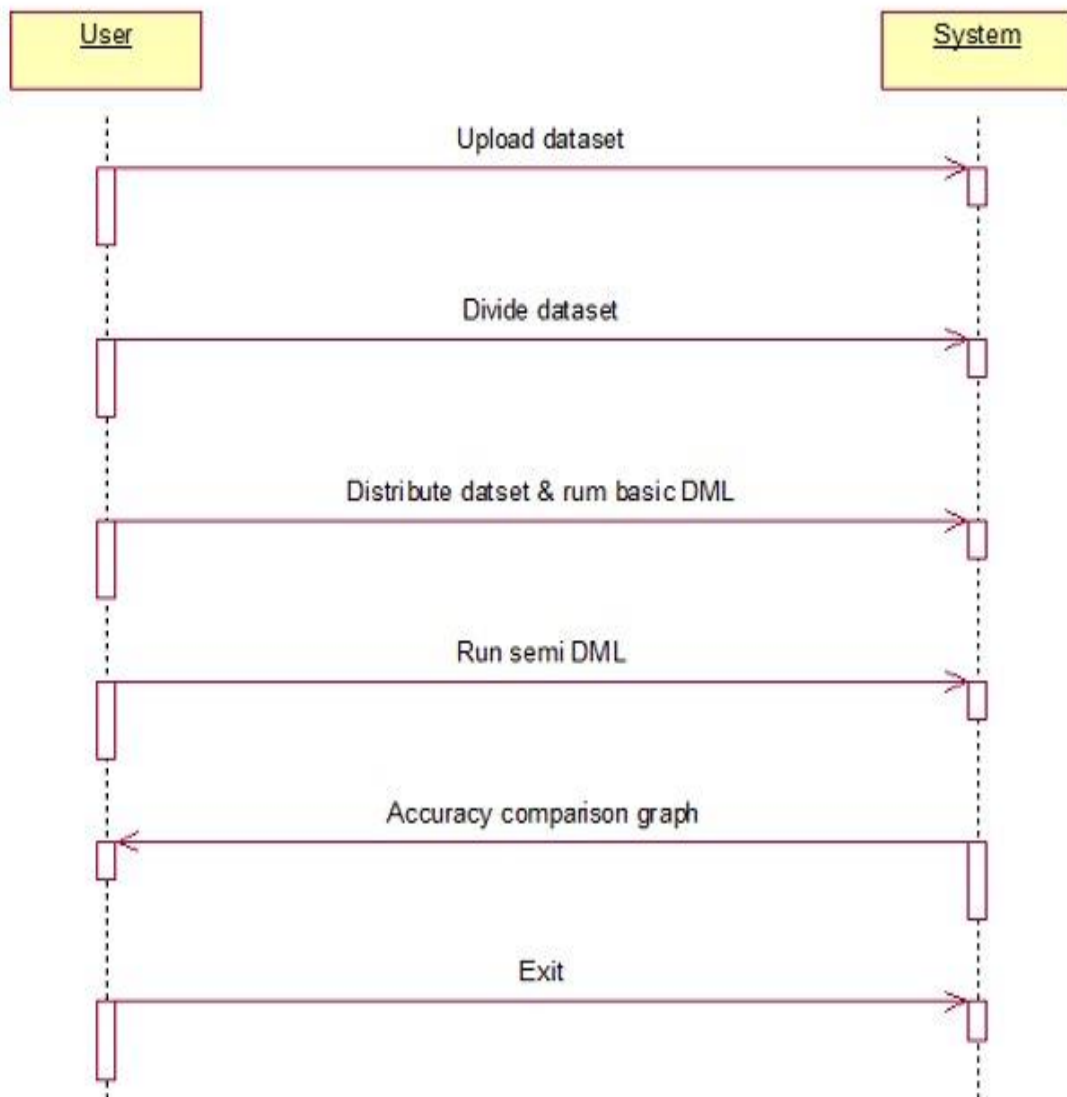 User
System
Upload dataset
Divide dataset
Distribute datset & rum basic DML
Run semi DML
Accuracy comparison graph
Exit